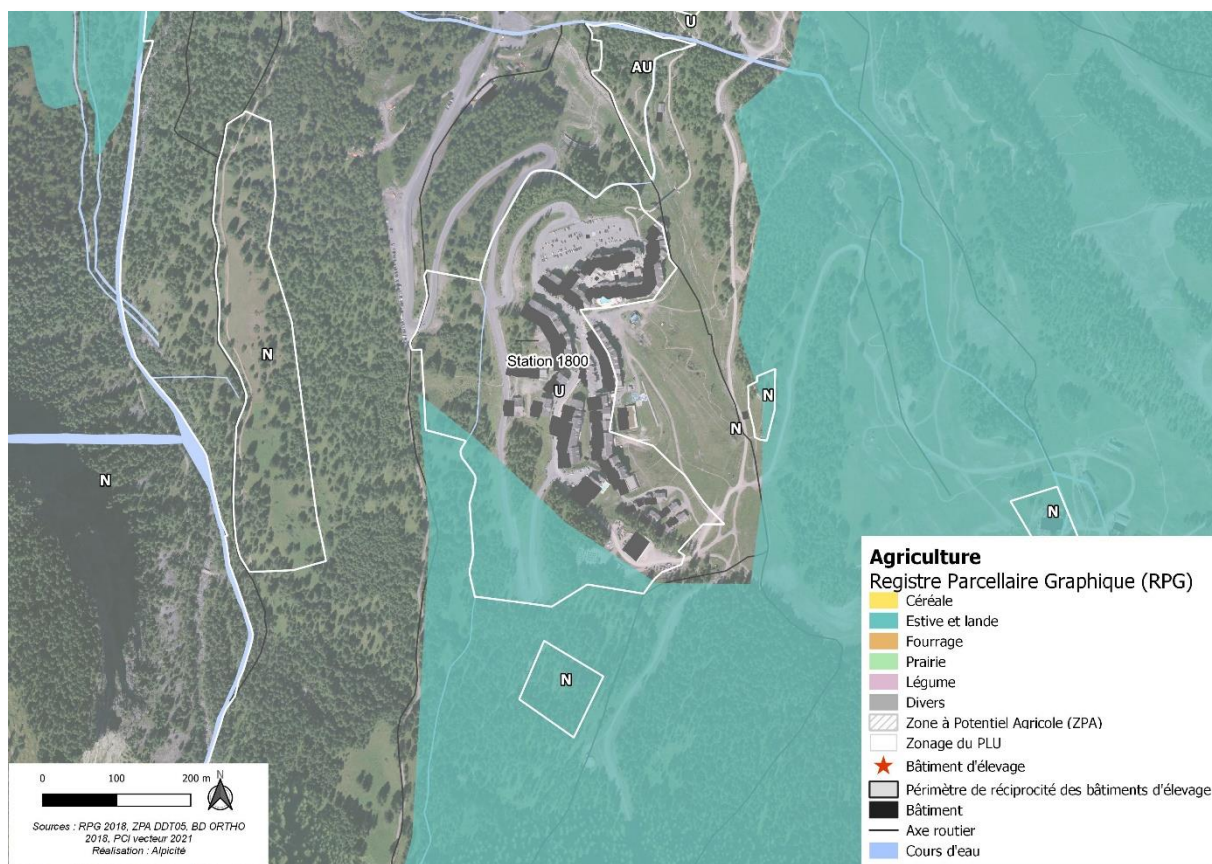 U
AU
N
Station 1800
U
N
N
N
N
N
Agriculture
Registre Parcellaire Graphique (RPG)
Céréale
Estive et lande
Fourrage
Prairie
Légume
Divers
Zone à Potentiel Agricole (ZPA)
Zonage du PLU
Bâtiment d'élevage
Périmètre de réciprocité des bâtiments d'élevage
Bâtiment
Axe routier
Cours d'eau
0 100 200 m N
Sources : RPG 2018, ZPA DDT05, BD ORTHO
2018, PCI vecteur 2021
Réalisation : Alpicité